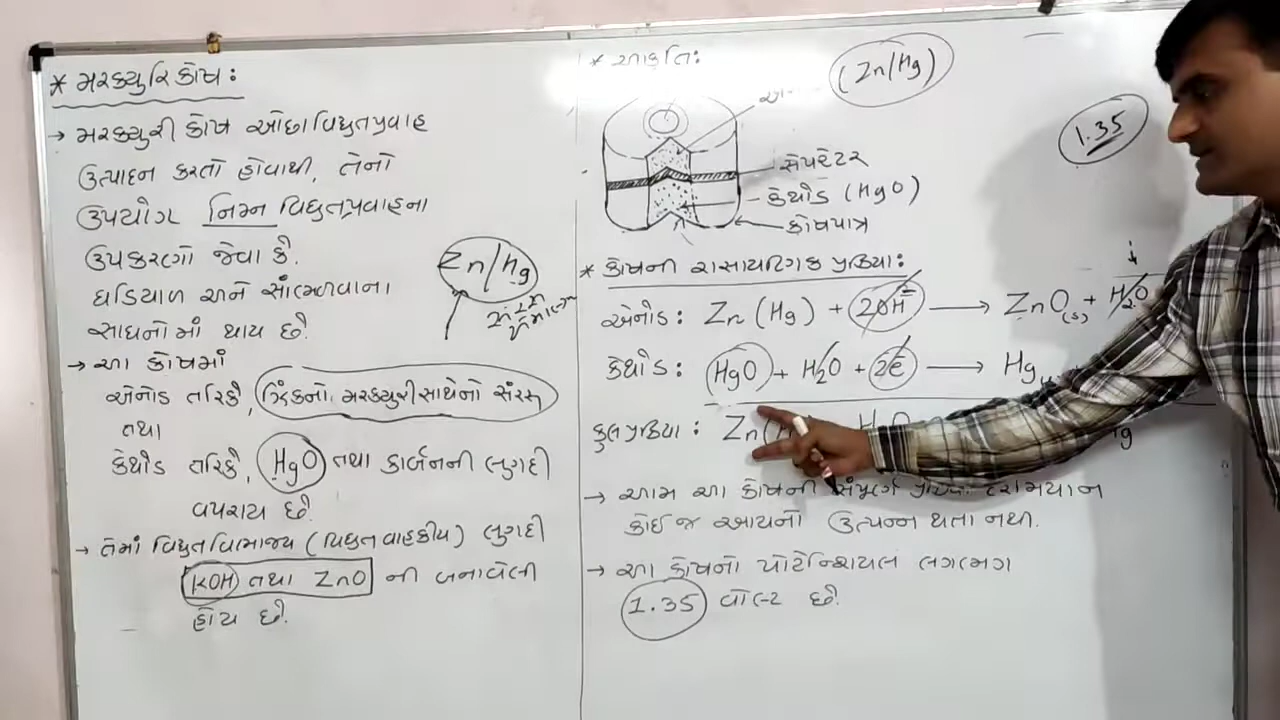 * મરક્યુરિ કોષ :
→ મરક્યુરી કોષ ઓછા વિદ્યુતપ્રવાહ
ઉત્પાદન કરતો હોવાથી, તેનો
ઉપયોગ નિમ્ન વિદ્યુતપ્રવાહના
ઉપકરણો જેવા કે.
ઘડિયાળ અને સાંભળવાના
સાધનોમાં થાય છે.
Zn/Hg
→ આ કોષમાં
એનોડ તરીકે, ઝિંકનો મરક્યુરી સાથેનો સંરસ
તથા
કેથોડ તરીકે, HgO તથા કાર્બનની લુગદી
વપરાય છે.
→ તેમાં વિદ્યુતવિભાજ્ય (વિદ્યુતવાહકીય) લુગદી
KOH તથા ZnO ની બનાવેલી
હોય છે.
* આકૃતિ:
(Zn/Hg)
1.35
સેપરેટર
કેથોડ (HgO)
કોષપાત્ર
* કોષની રાસાયણિક પ્રક્રિયા :
એનોડ : Zn (Hg) + 2OH⁻ → ZnO(s) + H2O
કેથોડ : HgO + H2O + 2e⁻ → Hg
કુલ પ્રક્રિયા : Zn(
→ આમ આ કોષની સંપૂર્ણ દરમિયાન
કોઈ જ આયનો ઉત્પન્ન થતા નથી.
→ આ કોષનો પોટેન્શિયલ લગભગ
1.35 વોલ્ટ છે.